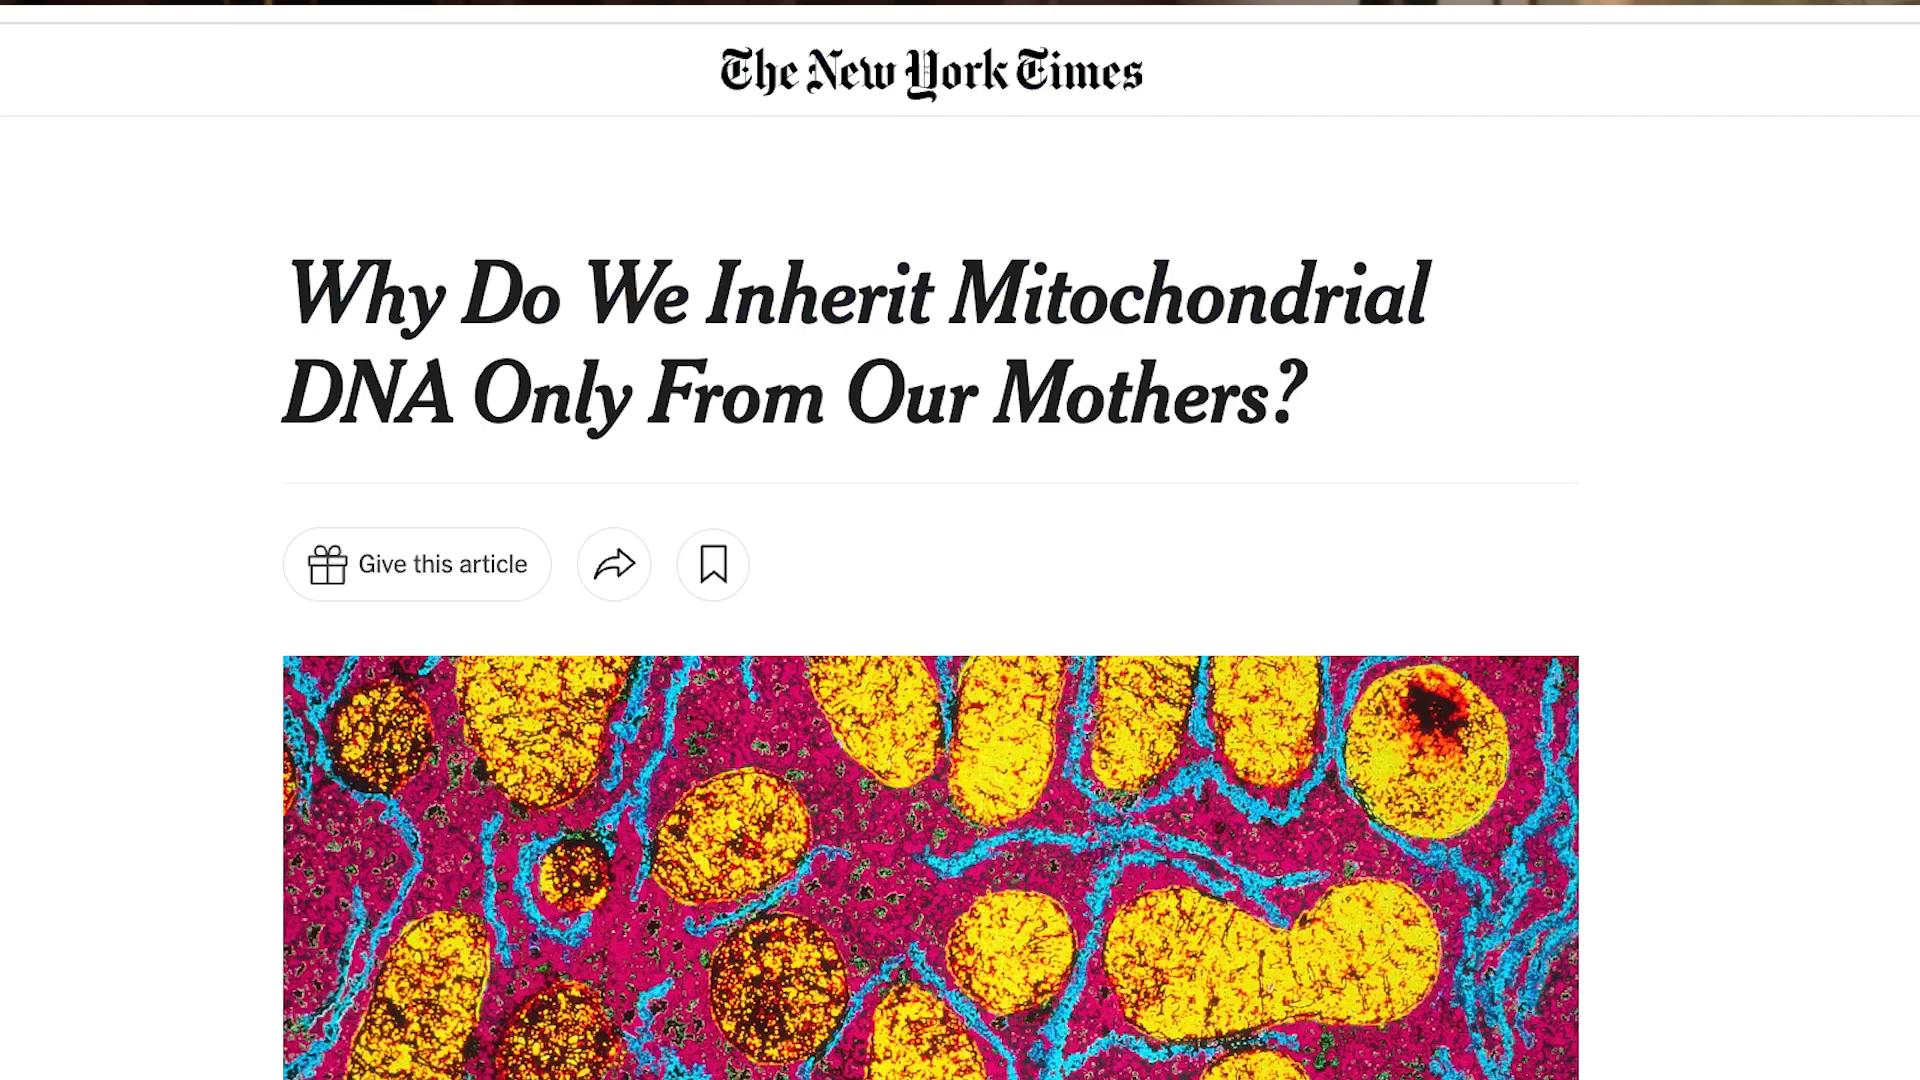 The New York Times
Why Do We Inherit Mitochondrial
DNA Only From Our Mothers?
Give this article